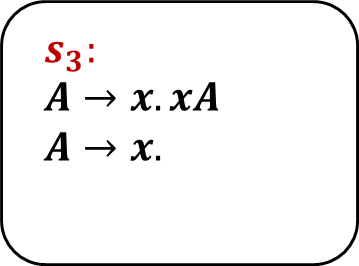 s₃:
A → x. xA
A → x.